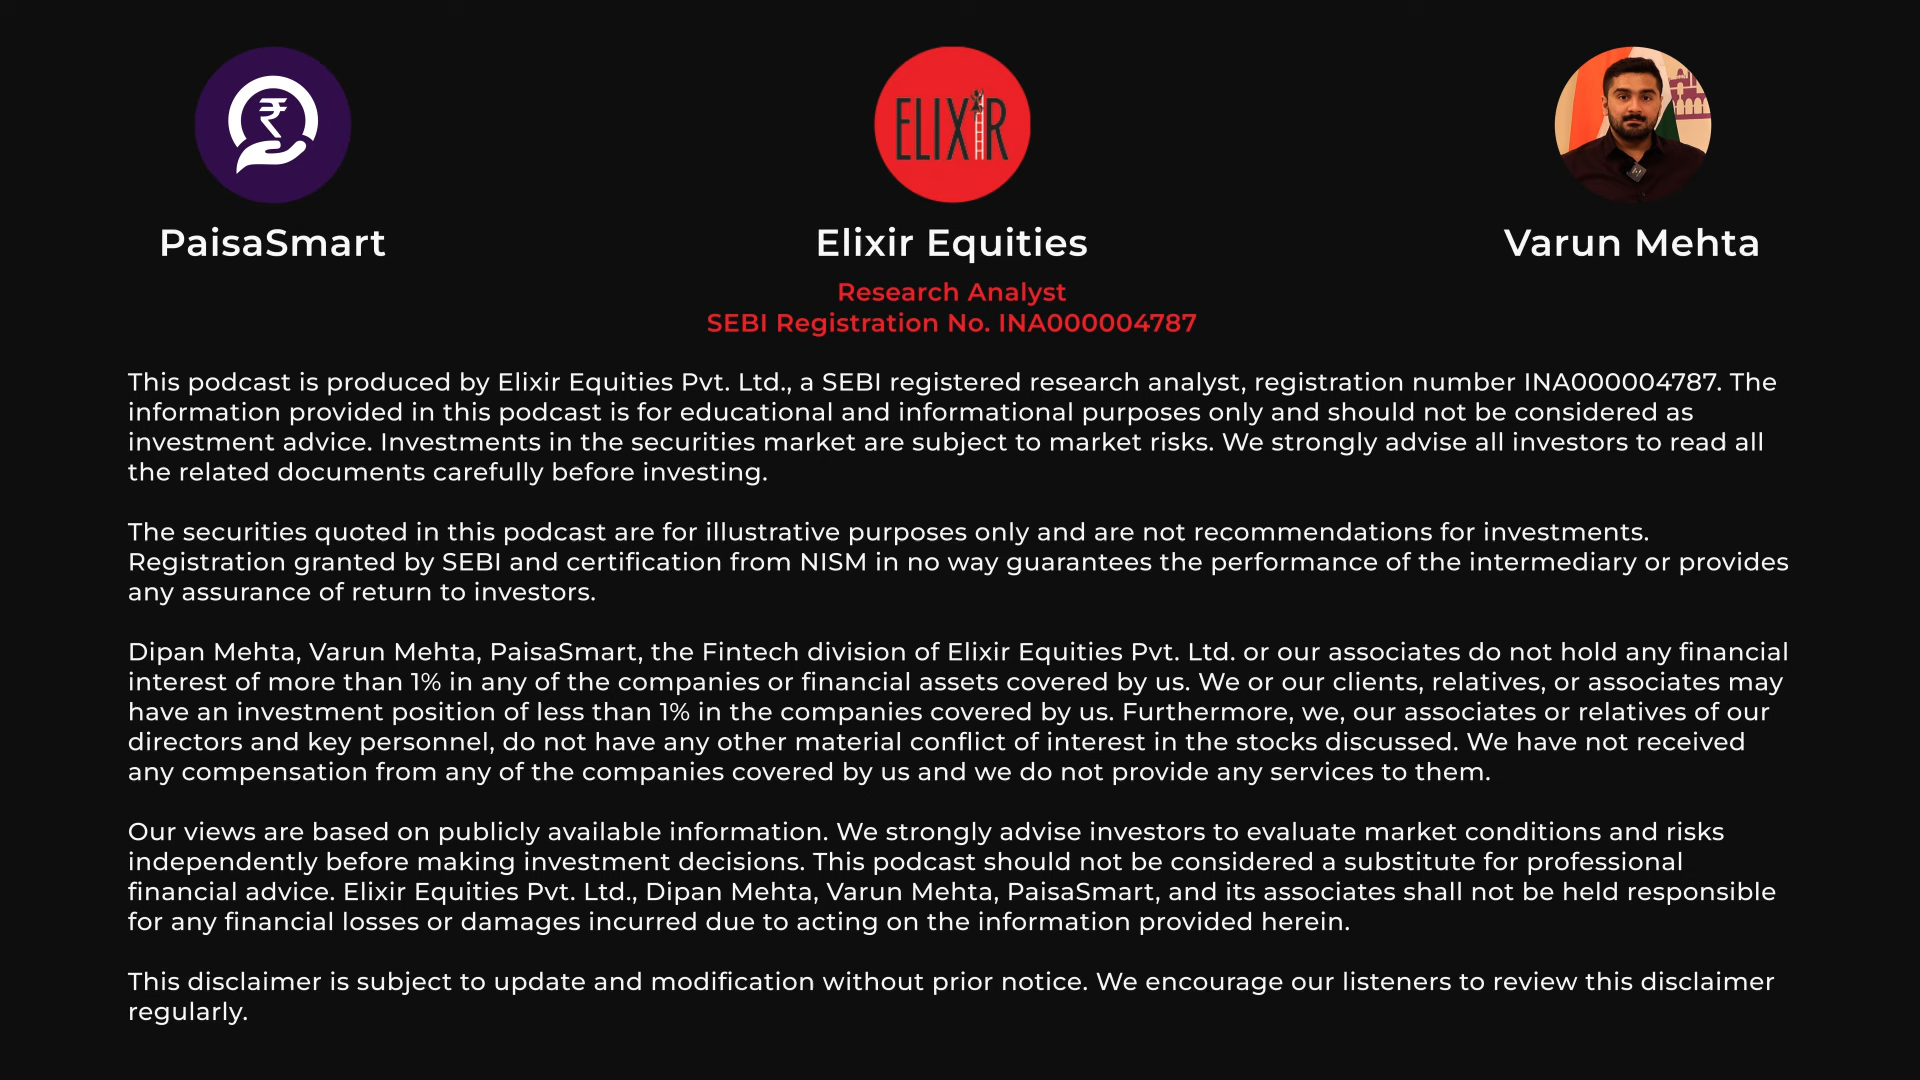 ₹
ELIXIR
PaisaSmart
Elixir Equities
Varun Mehta
Research Analyst
SEBI Registration No. INA000004787
This podcast is produced by Elixir Equities Pvt. Ltd., a SEBI registered research analyst, registration number INA000004787. The
information provided in this podcast is for educational and informational purposes only and should not be considered as
investment advice. Investments in the securities market are subject to market risks. We strongly advise all investors to read all
the related documents carefully before investing.
The securities quoted in this podcast are for illustrative purposes only and are not recommendations for investments.
Registration granted by SEBI and certification from NISM in no way guarantees the performance of the intermediary or provides
any assurance of return to investors.
Dipan Mehta, Varun Mehta, PaisaSmart, the Fintech division of Elixir Equities Pvt. Ltd. or our associates do not hold any financial
interest of more than 1% in any of the companies or financial assets covered by us. We or our clients, relatives, or associates may
have an investment position of less than 1% in the companies covered by us. Furthermore, we, our associates or relatives of our
directors and key personnel, do not have any other material conflict of interest in the stocks discussed. We have not received
any compensation from any of the companies covered by us and we do not provide any services to them.
Our views are based on publicly available information. We strongly advise investors to evaluate market conditions and risks
independently before making investment decisions. This podcast should not be considered a substitute for professional
financial advice. Elixir Equities Pvt. Ltd., Dipan Mehta, Varun Mehta, PaisaSmart, and its associates shall not be held responsible
for any financial losses or damages incurred due to acting on the information provided herein.
This disclaimer is subject to update and modification without prior notice. We encourage our listeners to review this disclaimer
regularly.